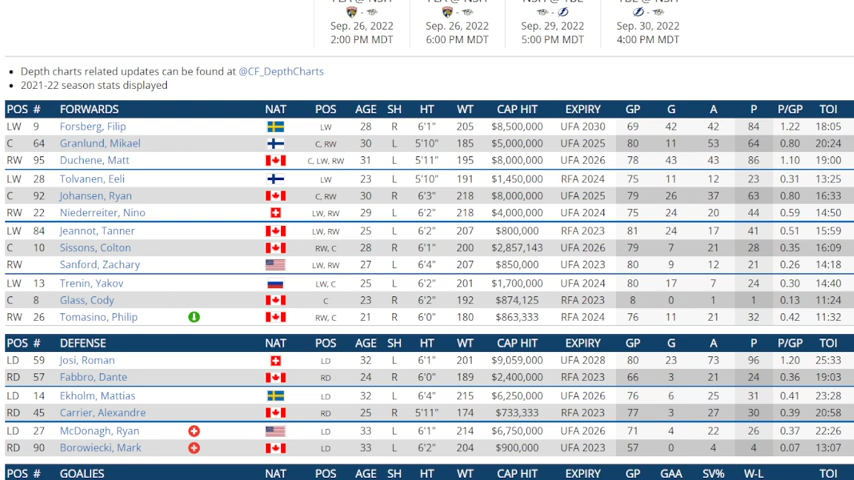 FLA @ NSH FLA @ NSH NSH @ TBL TBL @ NSH
Sep. 26, 2022 Sep. 26, 2022 Sep. 29, 2022 Sep. 30, 2022
2:00 PM MDT 6:00 PM MDT 5:00 PM MDT 4:00 PM MDT
Depth charts related updates can be found at @CF_DepthCharts
2021-22 season stats displayed
POS # FORWARDS NAT POS AGE SH HT WT CAP HIT EXPIRY GP G A P P/GP TOI
LW 9 Forsberg, Filip LW 28 R 6'1" 205 $8,500,000 UFA 2030 69 42 42 84 1.22 18:05
C 64 Granlund, Mikael C, RW 30 L 5'10" 185 $5,000,000 UFA 2025 80 11 53 64 0.80 20:24
RW 95 Duchene, Matt C, LW, RW 31 L 5'11" 195 $8,000,000 UFA 2026 78 43 43 86 1.10 19:00
LW 28 Tolvanen, Eeli LW 23 L 5'10" 191 $1,450,000 RFA 2024 75 11 12 23 0.31 13:25
C 92 Johansen, Ryan C, RW 30 R 6'3" 218 $8,000,000 UFA 2025 79 26 37 63 0.80 16:33
RW 22 Niederreiter, Nino LW, RW 29 L 6'2" 218 $4,000,000 UFA 2024 75 24 20 44 0.59 14:50
LW 84 Jeannot, Tanner LW, RW 25 L 6'2" 207 $800,000 RFA 2023 81 24 17 41 0.51 15:59
C 10 Sissons, Colton RW, C 28 R 6'1" 200 $2,857,143 UFA 2026 79 7 21 28 0.35 16:09
RW Sanford, Zachary LW, RW 27 L 6'4" 207 $850,000 UFA 2023 80 9 12 21 0.26 14:18
LW 13 Trenin, Yakov LW, C 25 L 6'2" 201 $1,700,000 UFA 2024 80 17 7 24 0.30 14:40
C 8 Glass, Cody C 23 R 6'2" 192 $874,125 RFA 2023 8 0 1 1 0.13 11:24
RW 26 Tomasino, Philip RW, C 21 R 6'0" 180 $863,333 RFA 2024 76 11 21 32 0.42 11:32
POS # DEFENSE NAT POS AGE SH HT WT CAP HIT EXPIRY GP G A P P/GP TOI
LD 59 Josi, Roman LD 32 L 6'1" 201 $9,059,000 UFA 2028 80 23 73 96 1.20 25:33
RD 57 Fabbro, Dante RD 24 R 6'0" 189 $2,400,000 RFA 2023 66 3 21 24 0.36 19:03
LD 14 Ekholm, Mattias LD 32 L 6'4" 215 $6,250,000 UFA 2026 76 6 25 31 0.41 23:28
RD 45 Carrier, Alexandre RD 25 R 5'11" 174 $733,333 RFA 2023 77 3 27 30 0.39 20:58
LD 27 McDonagh, Ryan LD 33 L 6'1" 214 $6,750,000 UFA 2026 71 4 22 26 0.37 22:26
RD 90 Borowiecki, Mark LD 33 L 6'2" 204 $900,000 UFA 2023 57 0 4 4 0.07 13:07
POS # GOALIES NAT POS AGE SH HT WT CAP HIT EXPIRY GP GAA SV% W-L